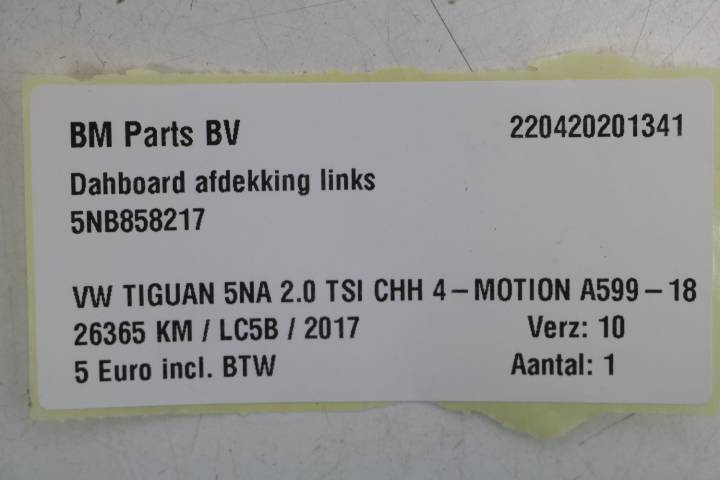 BM Parts BV 220420201341
Dahboard afdekking links
5NB858217
VW TIGUAN 5NA 2.0 TSI CHH 4-MOTION A599-18
26365 KM / LC5B / 2017 Verz: 10
5 Euro incl. BTW Aantal: 1